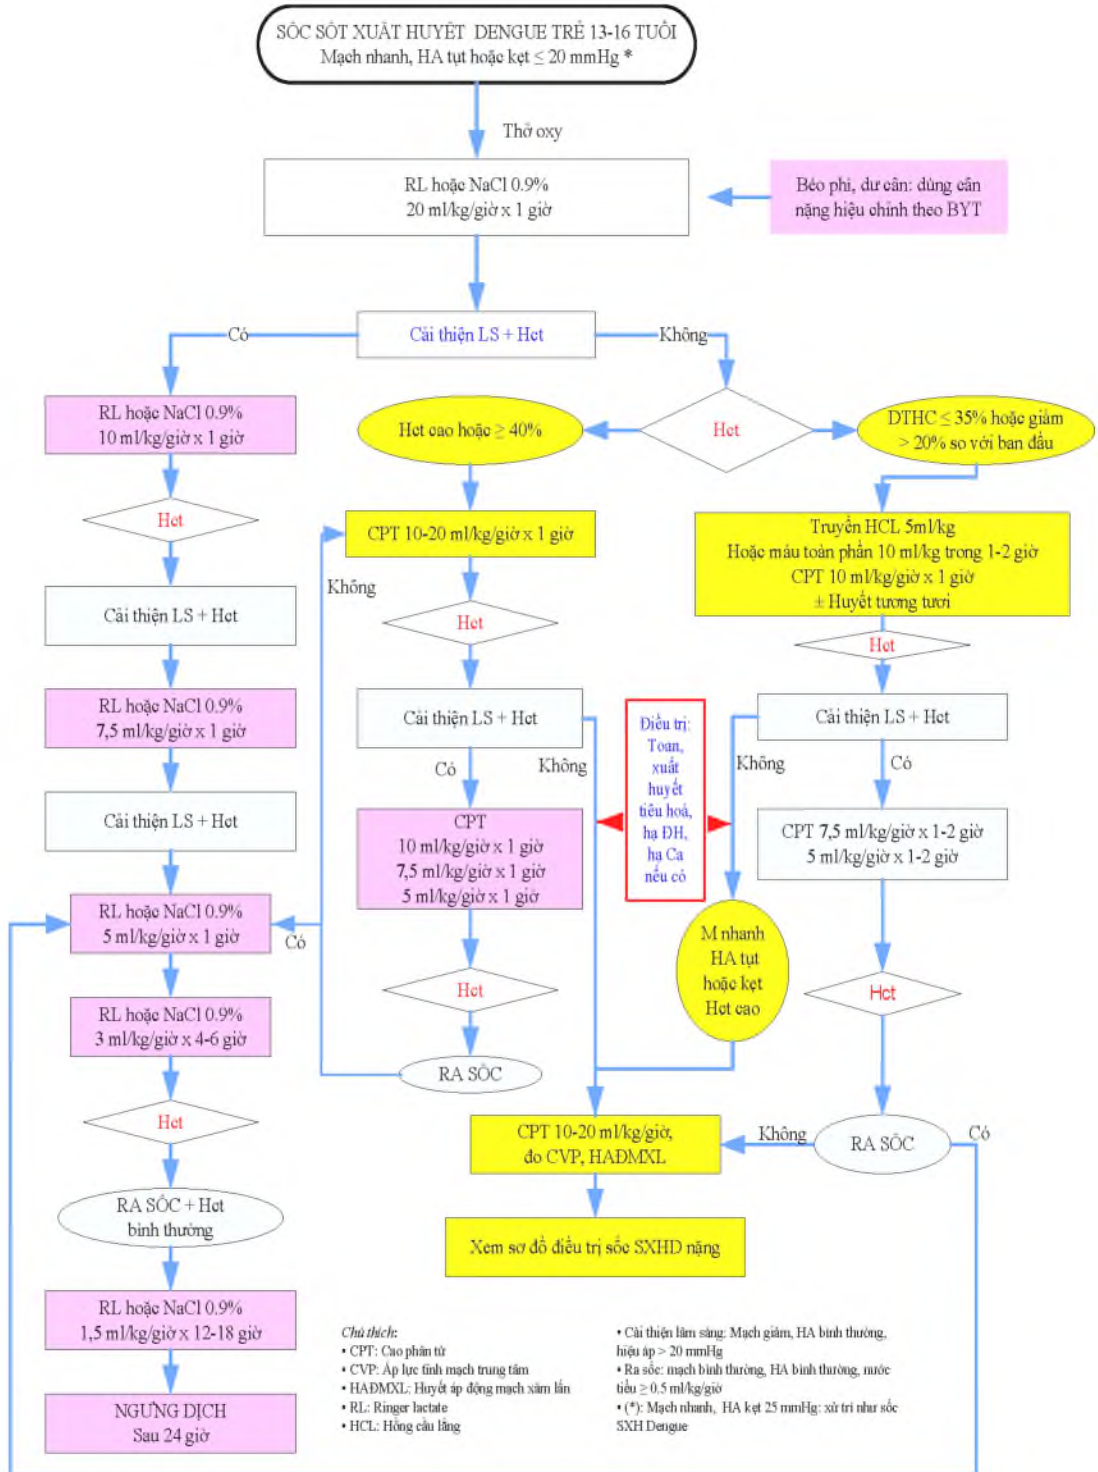 SỐC SỐT XUẤT HUYẾT DENGUE TRẺ 13-16 TUỔI
Mạch nhanh, HA tụt hoặc kẹt ≤ 20 mmHg *
Thở oxy
RL hoặc NaCl 0.9%
20 ml/kg/giờ x 1 giờ
Béo phì, dư cân: dùng cân
nặng hiệu chỉnh theo BYT
Cải thiện LS + Hct
Có
Không
RL hoặc NaCl 0.9%
10 ml/kg/giờ x 1 giờ
Hct cao hoặc ≥ 40%
Hct
DTHC ≤ 35% hoặc giảm
> 20% so với ban đầu
Hct
CPT 10-20 ml/kg/giờ x 1 giờ
Truyền HCL 5ml/kg
Hoặc máu toàn phần 10 ml/kg trong 1-2 giờ
CPT 10 ml/kg/giờ x 1 giờ
± Huyết tương tươi
Không
Cải thiện LS + Hct
Hct
Hct
RL hoặc NaCl 0.9%
7,5 ml/kg/giờ x 1 giờ
Cải thiện LS + Hct
Điều trị:
Toan,
xuất
huyết
tiêu hoá,
hạ ĐH,
hạ Ca
nếu có
Cải thiện LS + Hct
Có
Không
Không
Có
Cải thiện LS + Hct
CPT
10 ml/kg/giờ x 1 giờ
7,5 ml/kg/giờ x 1 giờ
5 ml/kg/giờ x 1 giờ
CPT 7,5 ml/kg/giờ x 1-2 giờ
5 ml/kg/giờ x 1-2 giờ
RL hoặc NaCl 0.9%
5 ml/kg/giờ x 1 giờ
Có
M nhanh
HA tụt
hoặc kẹt
Hct cao
Hct
Hct
RL hoặc NaCl 0.9%
3 ml/kg/giờ x 4-6 giờ
RA SỐC
Hct
CPT 10-20 ml/kg/giờ,
đo CVP, HAĐMXL
Không
RA SỐC
Có
RA SỐC + Hct
bình thường
Xem sơ đồ điều trị sốc SXHD nặng
RL hoặc NaCl 0.9%
1,5 ml/kg/giờ x 12-18 giờ
NGƯNG DỊCH
Sau 24 giờ
Chú thích:
• CPT: Cao phân tử
• CVP: Áp lực tĩnh mạch trung tâm
• HAĐMXL: Huyết áp động mạch xâm lấn
• RL: Ringer lactate
• HCL: Hồng cầu lắng
• Cải thiện lâm sàng: Mạch giảm, HA bình thường,
hiệu áp > 20 mmHg
• Ra sốc: mạch bình thường, HA bình thường, nước
tiểu ≥ 0.5 ml/kg/giờ
• (*): Mạch nhanh, HA kẹt 25 mmHg: xử trí như sốc
SXH Dengue